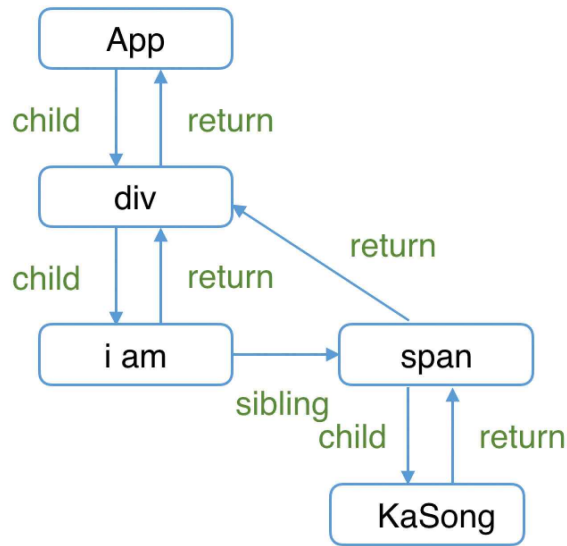 App
child
return
div
return
child
return
i am
span
sibling
child
return
KaSong